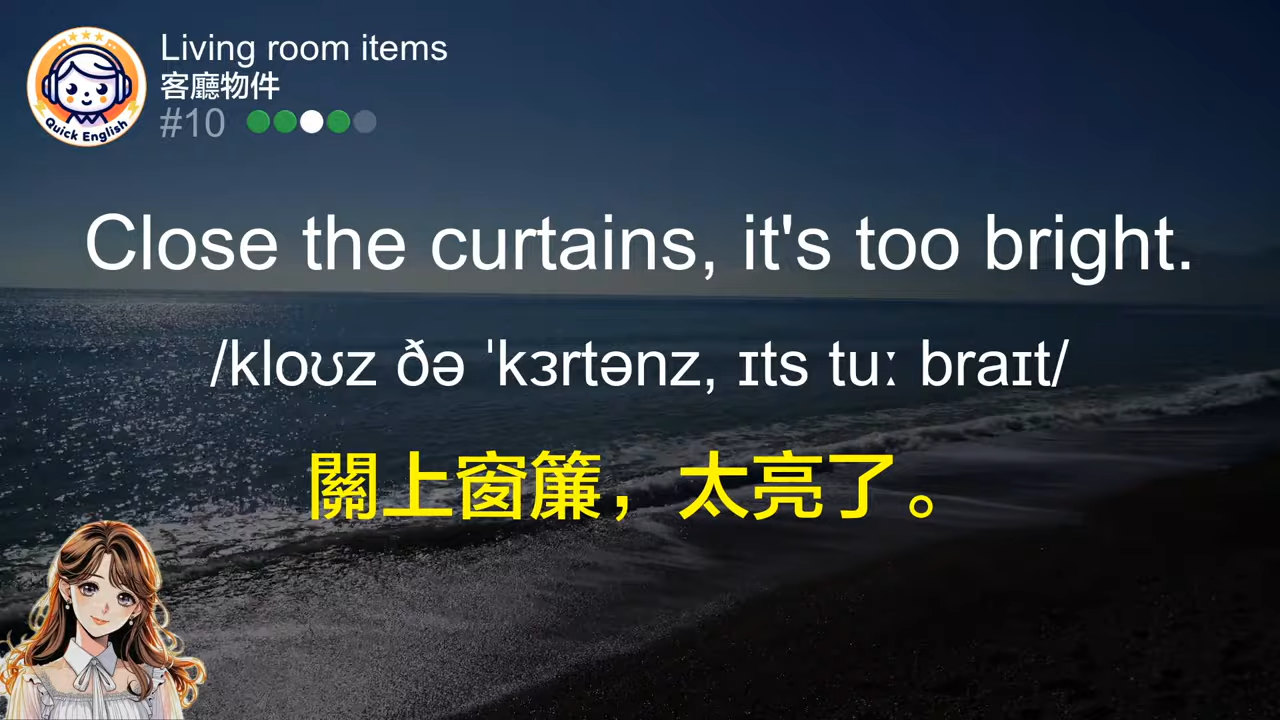 Quick English
Living room items
客廳物件
#10
Close the curtains, it's too bright.
/kloʊz ðə ˈkɜrtənz, ɪts tuː braɪt/
關上窗簾，太亮了。